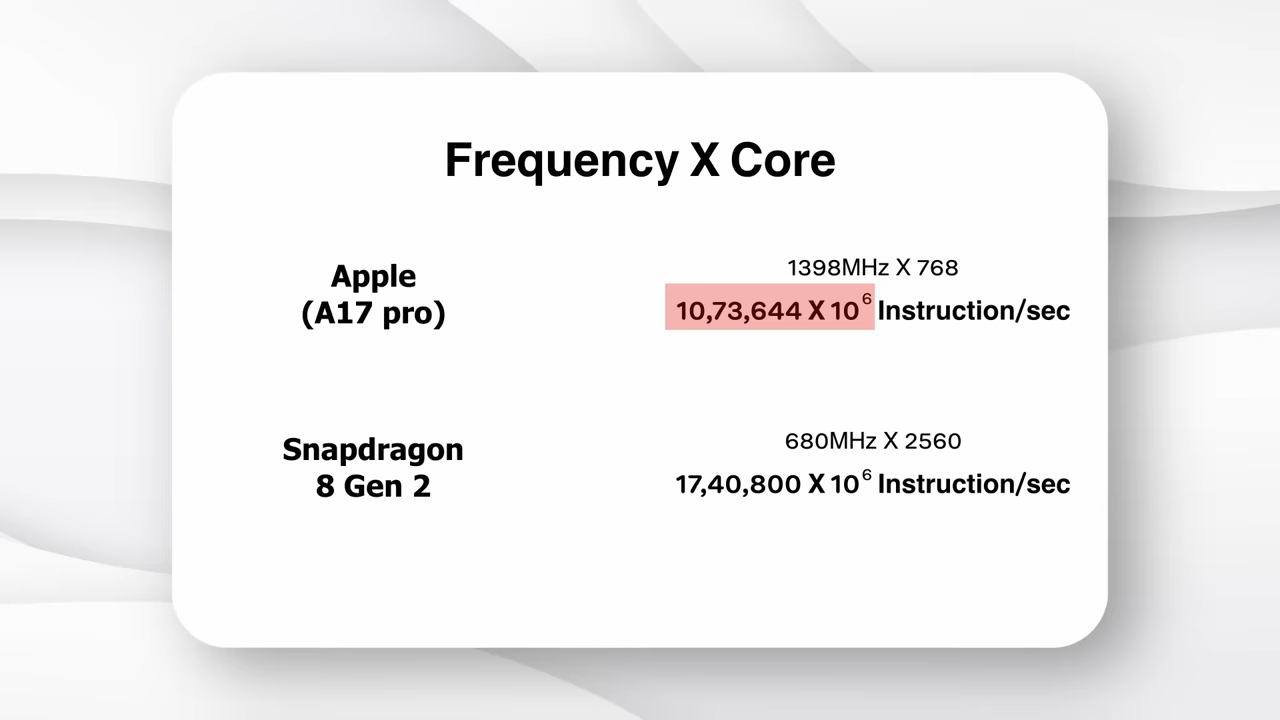 Frequency X Core
Apple
(A17 pro)
1398MHz X 768
10,73,644 X 10⁶ Instruction/sec
Snapdragon
8 Gen 2
680MHz X 2560
17,40,800 X 10⁶ Instruction/sec